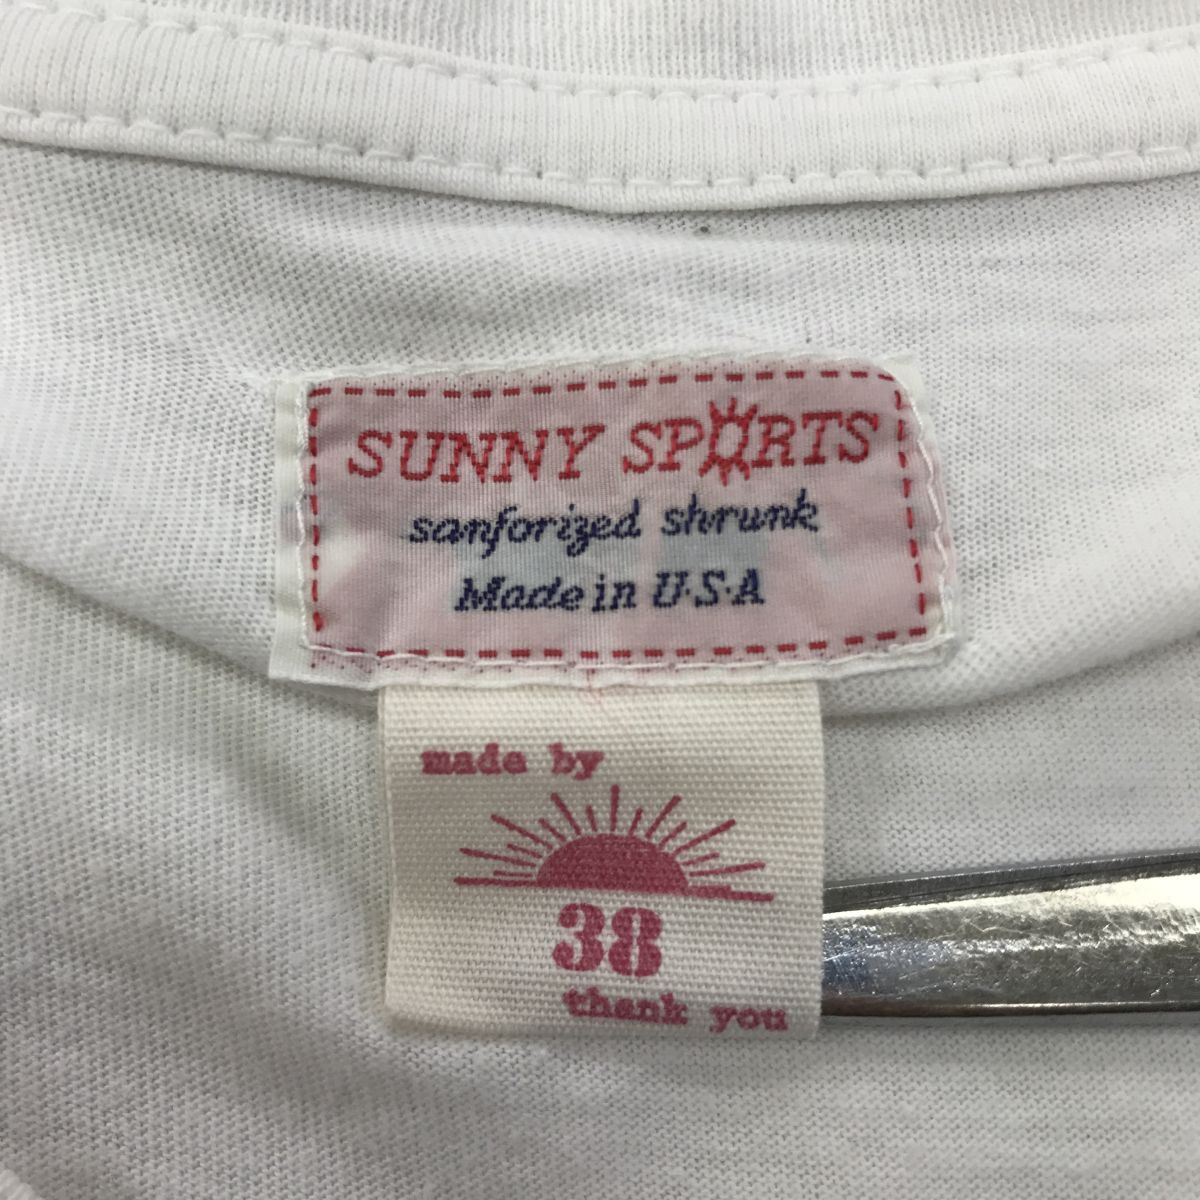 SUNNY SPORTS
sanforized shrunk
Made in U.S.A
made by
38
thank you